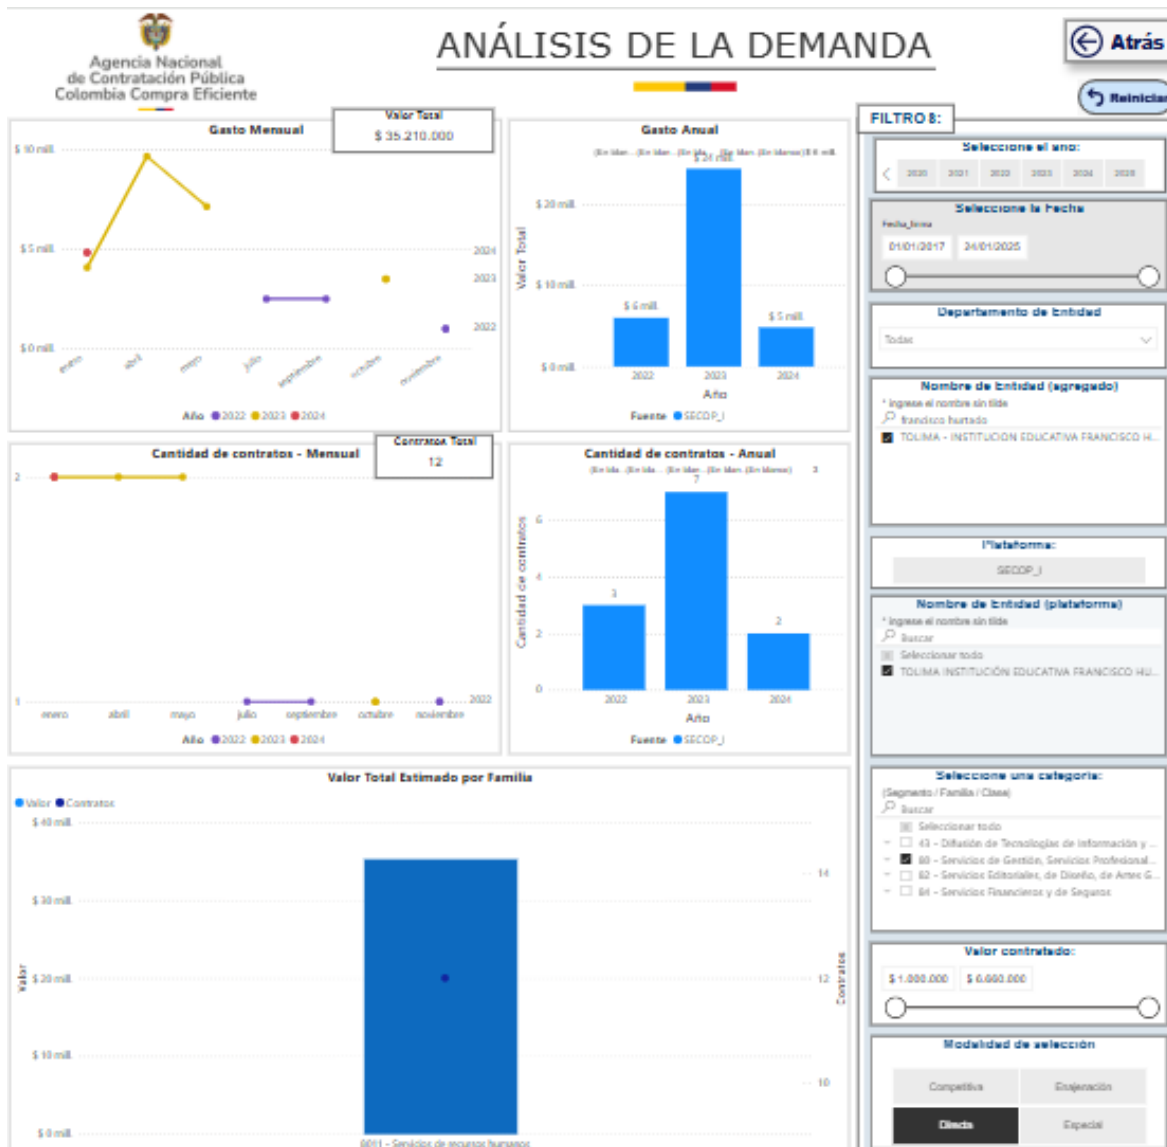 Agencia Nacional
de Contratación Pública
Colombia Compra Eficiente
ANÁLISIS DE LA DEMANDA
Atrás
Reiniciar
Gasto Mensual
Valor Total
$ 35.210.000
$ 10 mill.
$ 5 mill.
$ 0 mill.
2024
2023
2022
enero
abril
mayo
julio
septiembre
octubre
noviembre
Año 2022 2023 2024
Gasto Anual
$ 24 mill.
$ 6 mill.
Valor Total
$ 20 mill.
$ 10 mill.
$ 0 mill.
$ 6 mill.
$ 5 mill.
2022 2023 2024
Año
Fuente SECOP_I
Cantidad de contratos - Mensual
Contratos Total
12
2
1
2022
enero abril mayo julio septiembre octubre noviembre
Año 2022 2023 2024
Cantidad de contratos - Anual
3
7
Cantidad de contratos
6
4
2
0
3
2
2022 2023 2024
Año
Fuente SECOP_I
Valor Total Estimado por Familia
Valor Contratos
$ 40 mill.
$ 30 mill.
$ 20 mill.
$ 10 mill.
$ 0 mill.
Valor
14
12
10
Contratos
8011 - Servicios de recursos humanos
FILTROS:
Seleccione el año:
2020 2021 2022 2023 2024 2025
Seleccione la Fecha
Fecha_firma
01/01/2017 24/01/2025
Departamento de Entidad
Todas
Nombre de Entidad (agregado)
* ingrese el nombre sin tilde
francisco hurtado
TOLIMA - INSTITUCION EDUCATIVA FRANCISCO H...
Plataforma:
SECOP_I
Nombre de Entidad (plataforma)
* ingrese el nombre sin tilde
Buscar
Seleccionar todo
TOLIMA INSTITUCIÓN EDUCATIVA FRANCISCO HU...
Seleccione una categoria:
(Segmento / Familia / Clase)
Buscar
Seleccionar todo
43 - Difusión de Tecnologías de Información y ...
80 - Servicios de Gestión, Servicios Profesional...
82 - Servicios Editoriales, de Diseño, de Artes G...
84 - Servicios Financieros y de Seguros
Valor contratado:
$ 1.000.000 $ 6.660.000
Modalidad de selección
Competitiva Enajenación
Directa Especial